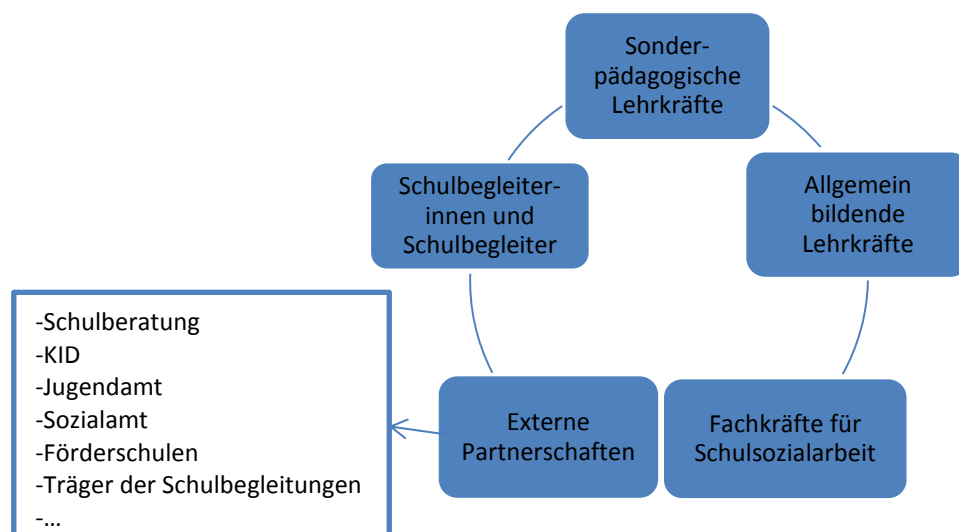 Sonder-
pädagogische
Lehrkräfte
Allgemein
bildende
Lehrkräfte
Fachkräfte für
Schulsozialarbeit
Externe
Partnerschaften
Schulbegleiter-
innen und
Schulbegleiter
-Schulberatung
-KID
-Jugendamt
-Sozialamt
-Förderschulen
-Träger der Schulbegleitungen
-...